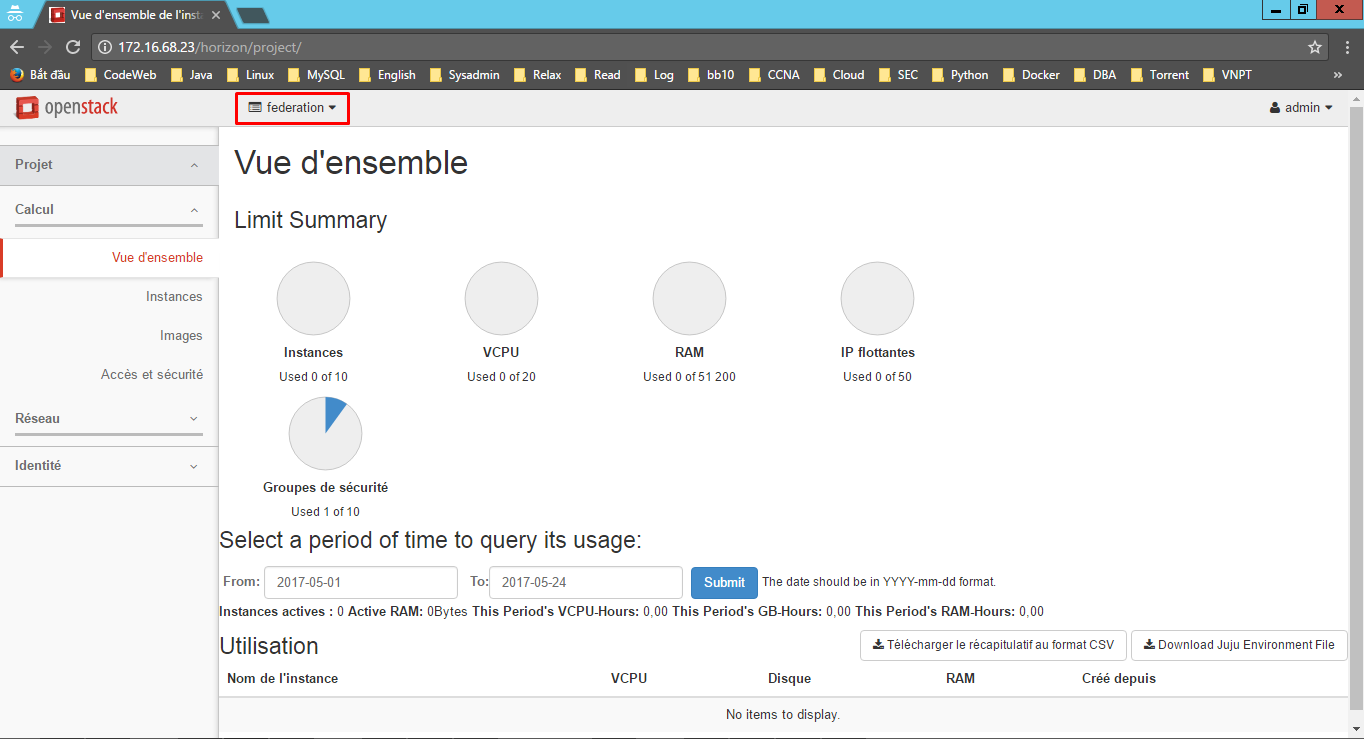 Vue d'ensemble de l'inst
172.16.68.23/horizon/project/
Bắt đầu CodeWeb Java Linux MySQL English Sysadmin Relax Read Log bb10 CCNA Cloud SEC Python Docker DBA Torrent VNPT »
openstack federation admin
Projet
Calcul
Vue d'ensemble
Instances
Images
Accès et sécurité
Réseau
Identité
Vue d'ensemble
Limit Summary
Instances VCPU RAM IP flottantes
Used 0 of 10 Used 0 of 20 Used 0 of 51 200 Used 0 of 50
Groupes de sécurité
Used 1 of 10
Select a period of time to query its usage:
From: 2017-05-01 To: 2017-05-24 Submit The date should be in YYYY-mm-dd format.
Instances actives : 0 Active RAM: 0Bytes This Period's VCPU-Hours: 0,00 This Period's GB-Hours: 0,00 This Period's RAM-Hours: 0,00
Utilisation Télécharger le récapitulatif au format CSV Download Juju Environment File
Nom de l'instance VCPU Disque RAM Créé depuis
No items to display.